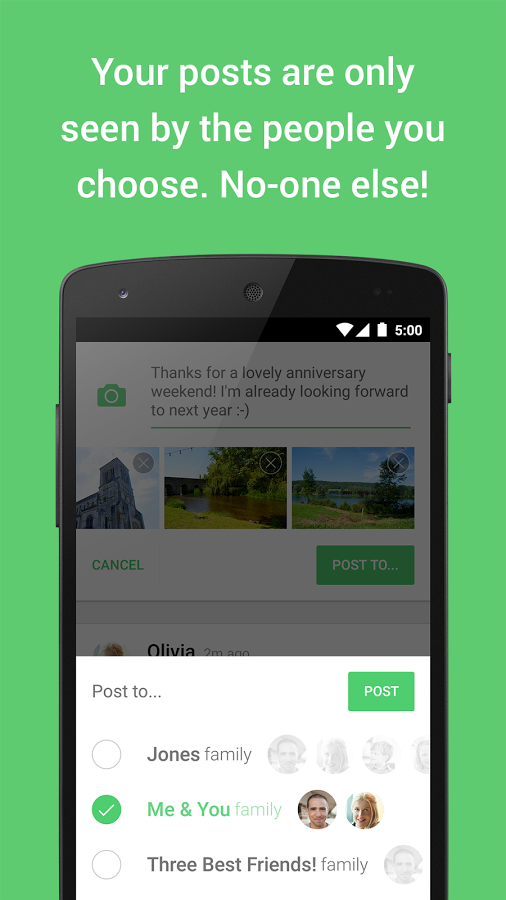 Your posts are only
seen by the people you
choose. No-one else!
5:00
Thanks for a lovely anniversary
weekend! I'm already looking forward
to next year :-)
CANCEL
POST TO...
Olivia 2m ago
Post to...
POST
Jones family
Me & You family
Three Best Friends! family